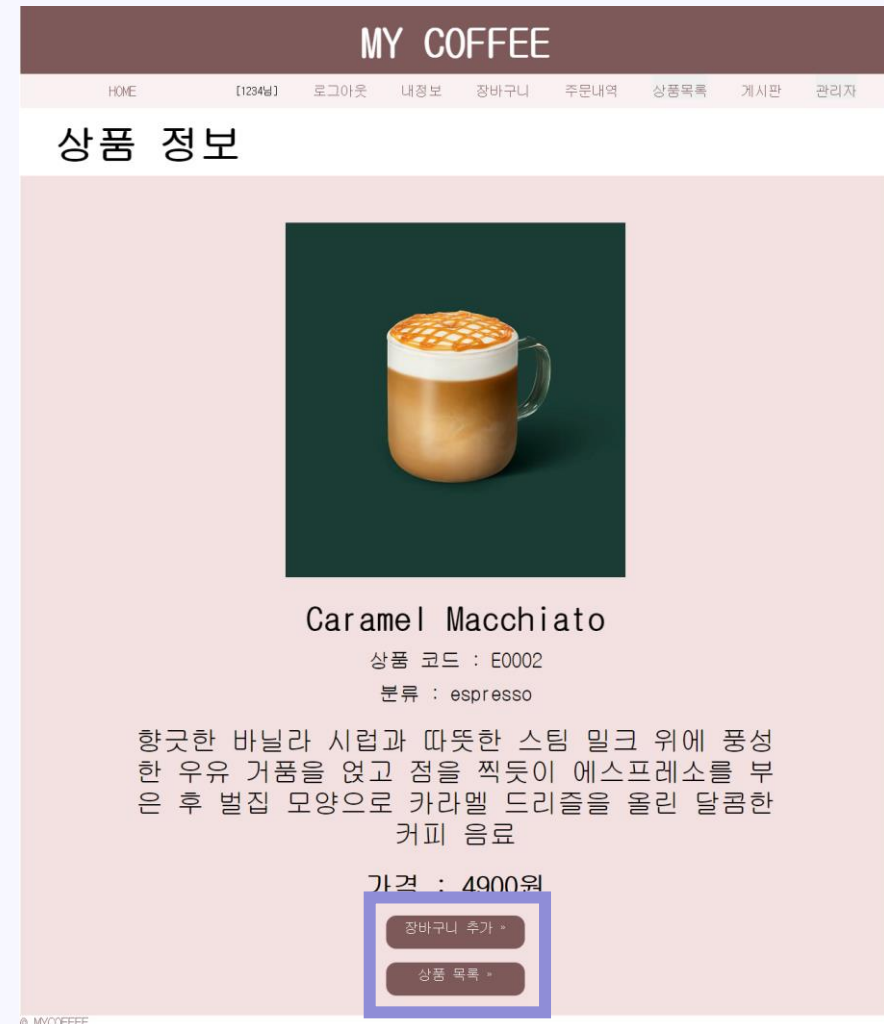 MY COFFEE
HOME [1234님] 로그아웃 내정보 장바구니 주문내역 상품목록 게시판 관리자
상품 정보
Caramel Macchiato
상품 코드 : E0002
분류 : espresso
향긋한 바닐라 시럽과 따뜻한 스팀 밀크 위에 풍성
한 우유 거품을 얹고 점을 찍듯이 에스프레소를 부
은 후 벌집 모양으로 카라멜 드리즐을 올린 달콤한
커피 음료
가격 : 4900원
장바구니 추가 »
상품 목록 »
@ MYCOFFEE